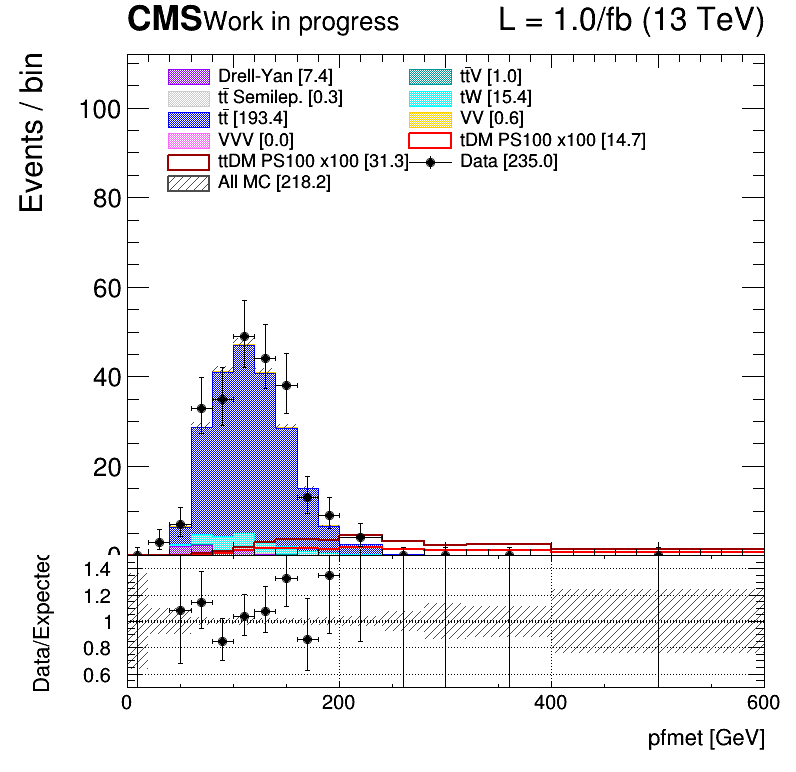 CMS Work in progress L = 1.0/fb (13 TeV)
Events / bin
Drell-Yan [7.4] tt̄V [1.0]
tt̄ Semilep. [0.3] tW [15.4]
tt̄ [193.4] VV [0.6]
VVV [0.0] tDM PS100 x100 [14.7]
ttDM PS100 x100 [31.3] Data [235.0]
All MC [218.2]
100
80
60
40
20
0
Data/Expected
1.4
1.2
1
0.8
0.6
0 200 400 600
pfmet [GeV]